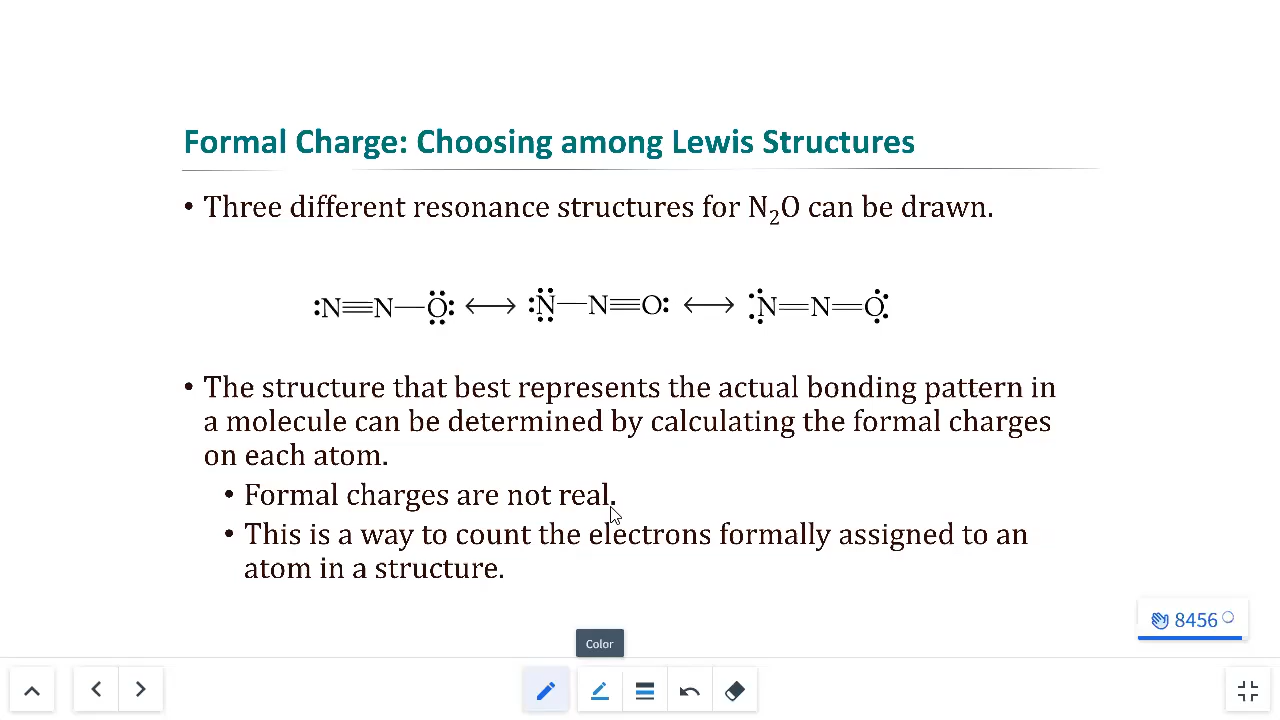 Formal Charge: Choosing among Lewis Structures
• Three different resonance structures for N₂O can be drawn.
:N≡N—Ö: ⟷ :N̈—N≡O: ⟷ :N̈=N=Ö:
• The structure that best represents the actual bonding pattern in
a molecule can be determined by calculating the formal charges
on each atom.
• Formal charges are not real.
• This is a way to count the electrons formally assigned to an
atom in a structure.
8456
Color